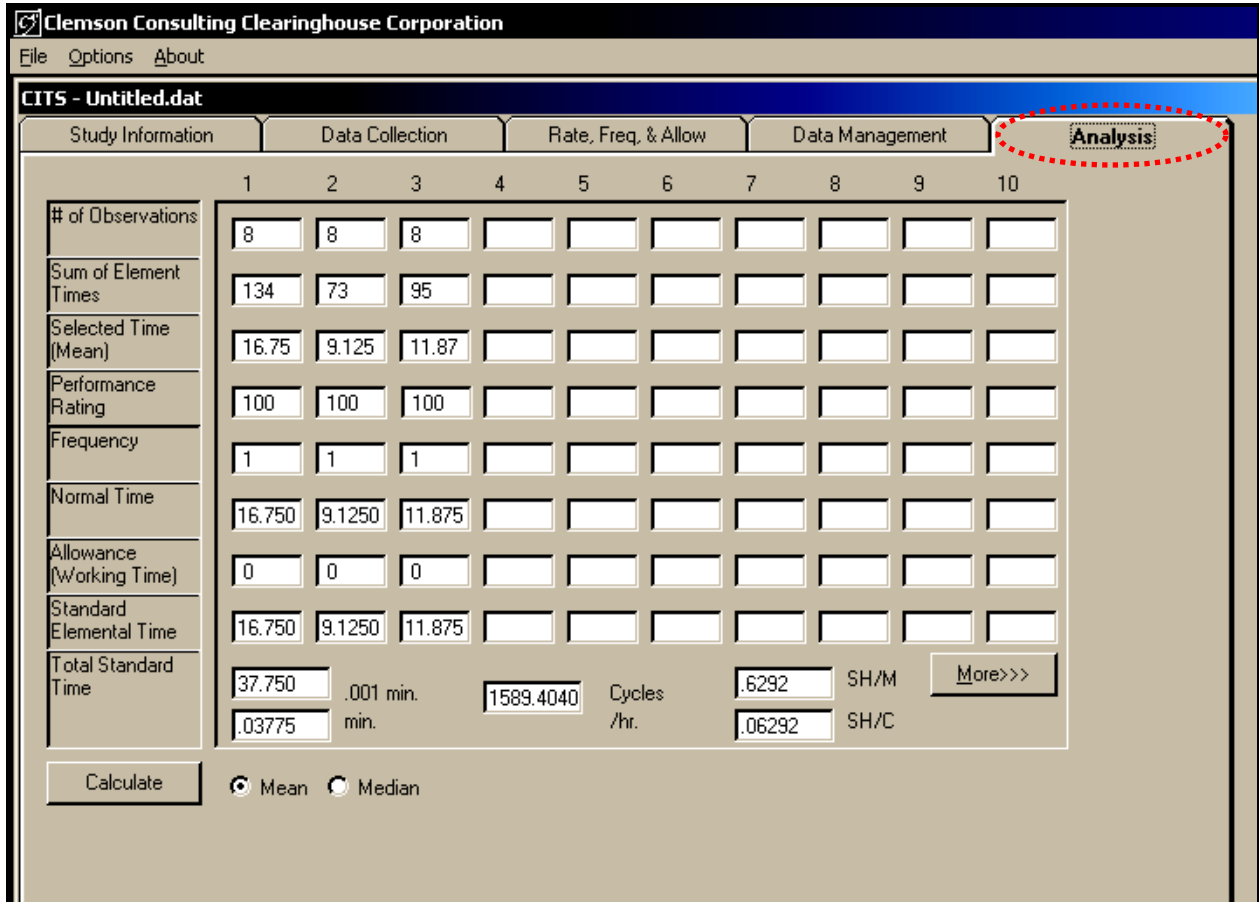 Clemson Consulting Clearinghouse Corporation
File Options About
CITS - Untitled.dat
Study Information Data Collection Rate, Freq, & Allow Data Management Analysis
1 2 3 4 5 6 7 8 9 10
# of Observations 8 8 8
Sum of Element
Times 134 73 95
Selected Time
(Mean) 16.75 9.125 11.87
Performance
Rating 100 100 100
Frequency 1 1 1
Normal Time 16.750 9.1250 11.875
Allowance
(Working Time) 0 0 0
Standard
Elemental Time 16.750 9.1250 11.875
Total Standard
Time 37.750 .001 min. 1589.4040 Cycles /hr. .6292 SH/M More>>>
.03775 min. .06292 SH/C
Calculate Mean Median